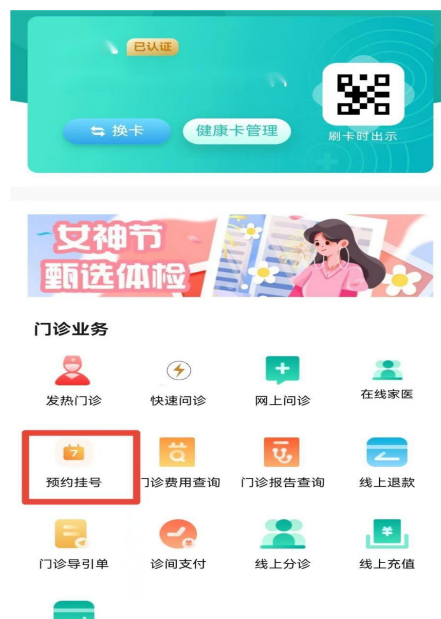 已认证
换卡
健康卡管理
刷卡时出示
女神节
甄选体检
门诊业务
发热门诊
快速问诊
网上问诊
在线家医
7
预约挂号
门诊费用查询
门诊报告查询
线上退款
门诊导引单
诊间支付
线上分诊
线上充值